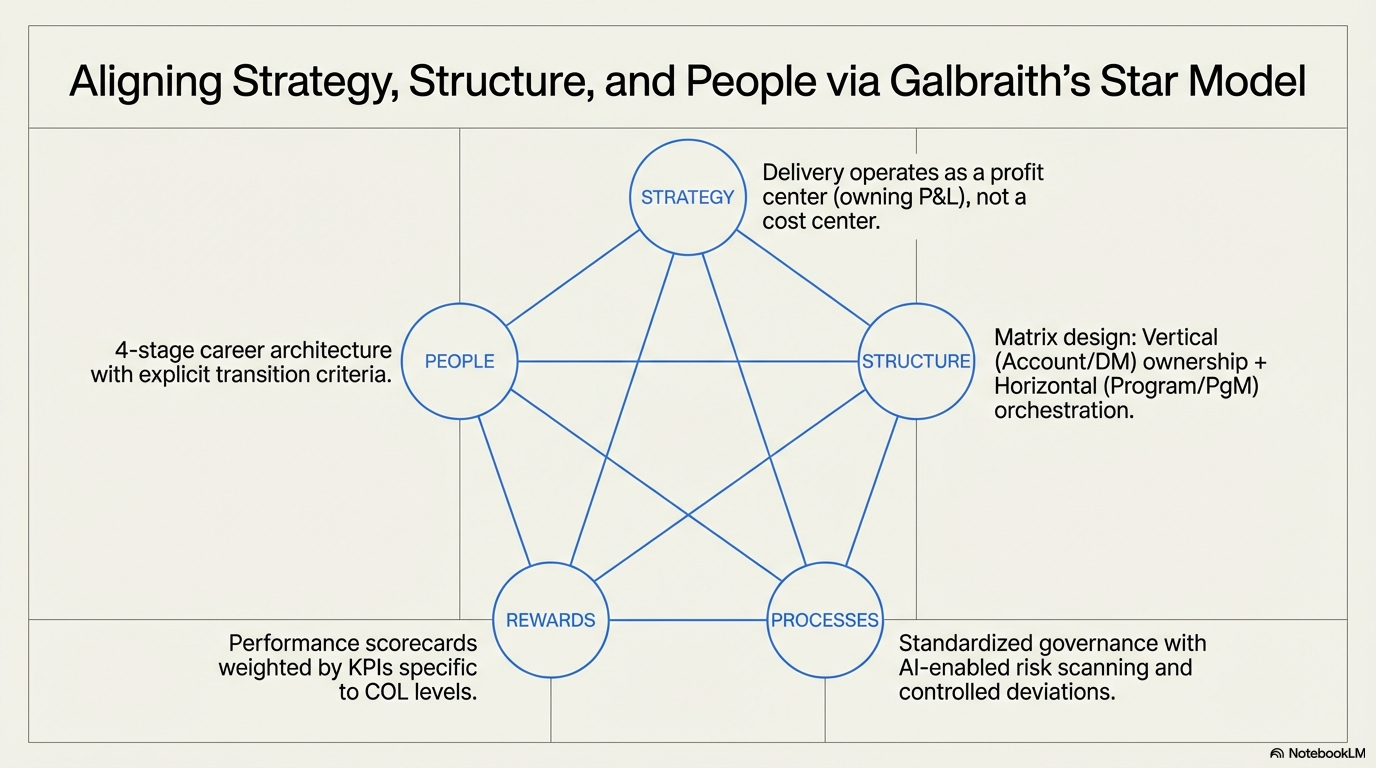 Aligning Strategy, Structure, and People via Galbraith’s Star Model
STRATEGY
Delivery operates as a profit
center (owning P&L), not a
cost center.
4-stage career architecture
with explicit transition criteria.
PEOPLE
STRUCTURE
Matrix design: Vertical
(Account/DM) ownership +
Horizontal (Program/PgM)
orchestration.
REWARDS
Performance scorecards
weighted by KPIs specific
to COL levels.
PROCESSES
Standardized governance with
AI-enabled risk scanning and
controlled deviations.
NotebookLM